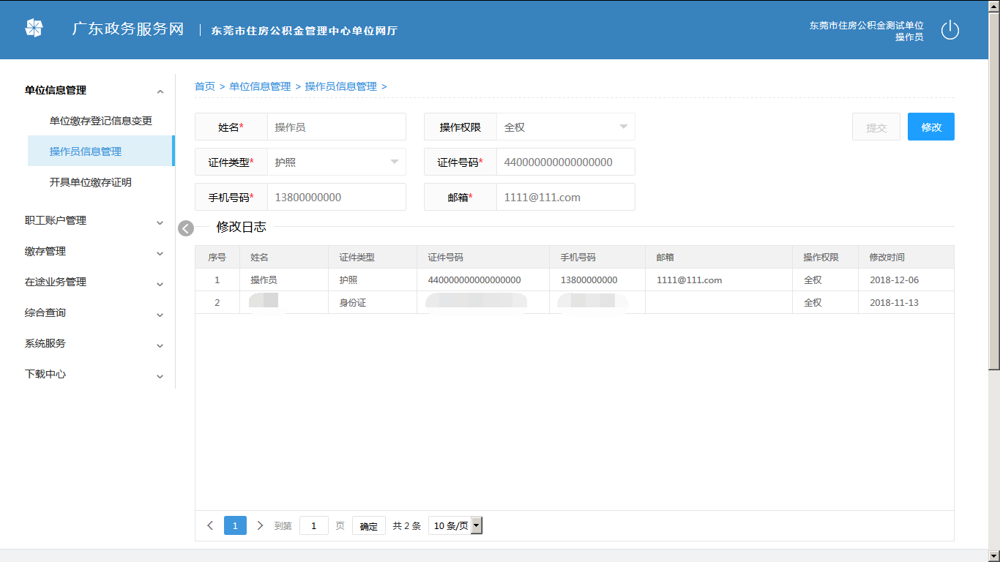 广东政务服务网 | 东莞市住房公积金管理中心单位网厅
东莞市住房公积金测试单位
操作员
单位信息管理
单位缴存登记信息变更
操作员信息管理
开具单位缴存证明
职工账户管理
缴存管理
在途业务管理
综合查询
系统服务
下载中心
首页 > 单位信息管理 > 操作员信息管理 >
姓名* 操作员 操作权限 全权 提交 修改
证件类型* 护照 证件号码* 440000000000000000
手机号码* 13800000000 邮箱* 1111@111.com
修改日志
序号 姓名 证件类型 证件号码 手机号码 邮箱 操作权限 修改时间
1 操作员 护照 440000000000000000 13800000000 1111@111.com 全权 2018-12-06
2 身份证 全权 2018-11-13
1 到第 1 页 确定 共 2 条 10 条/页